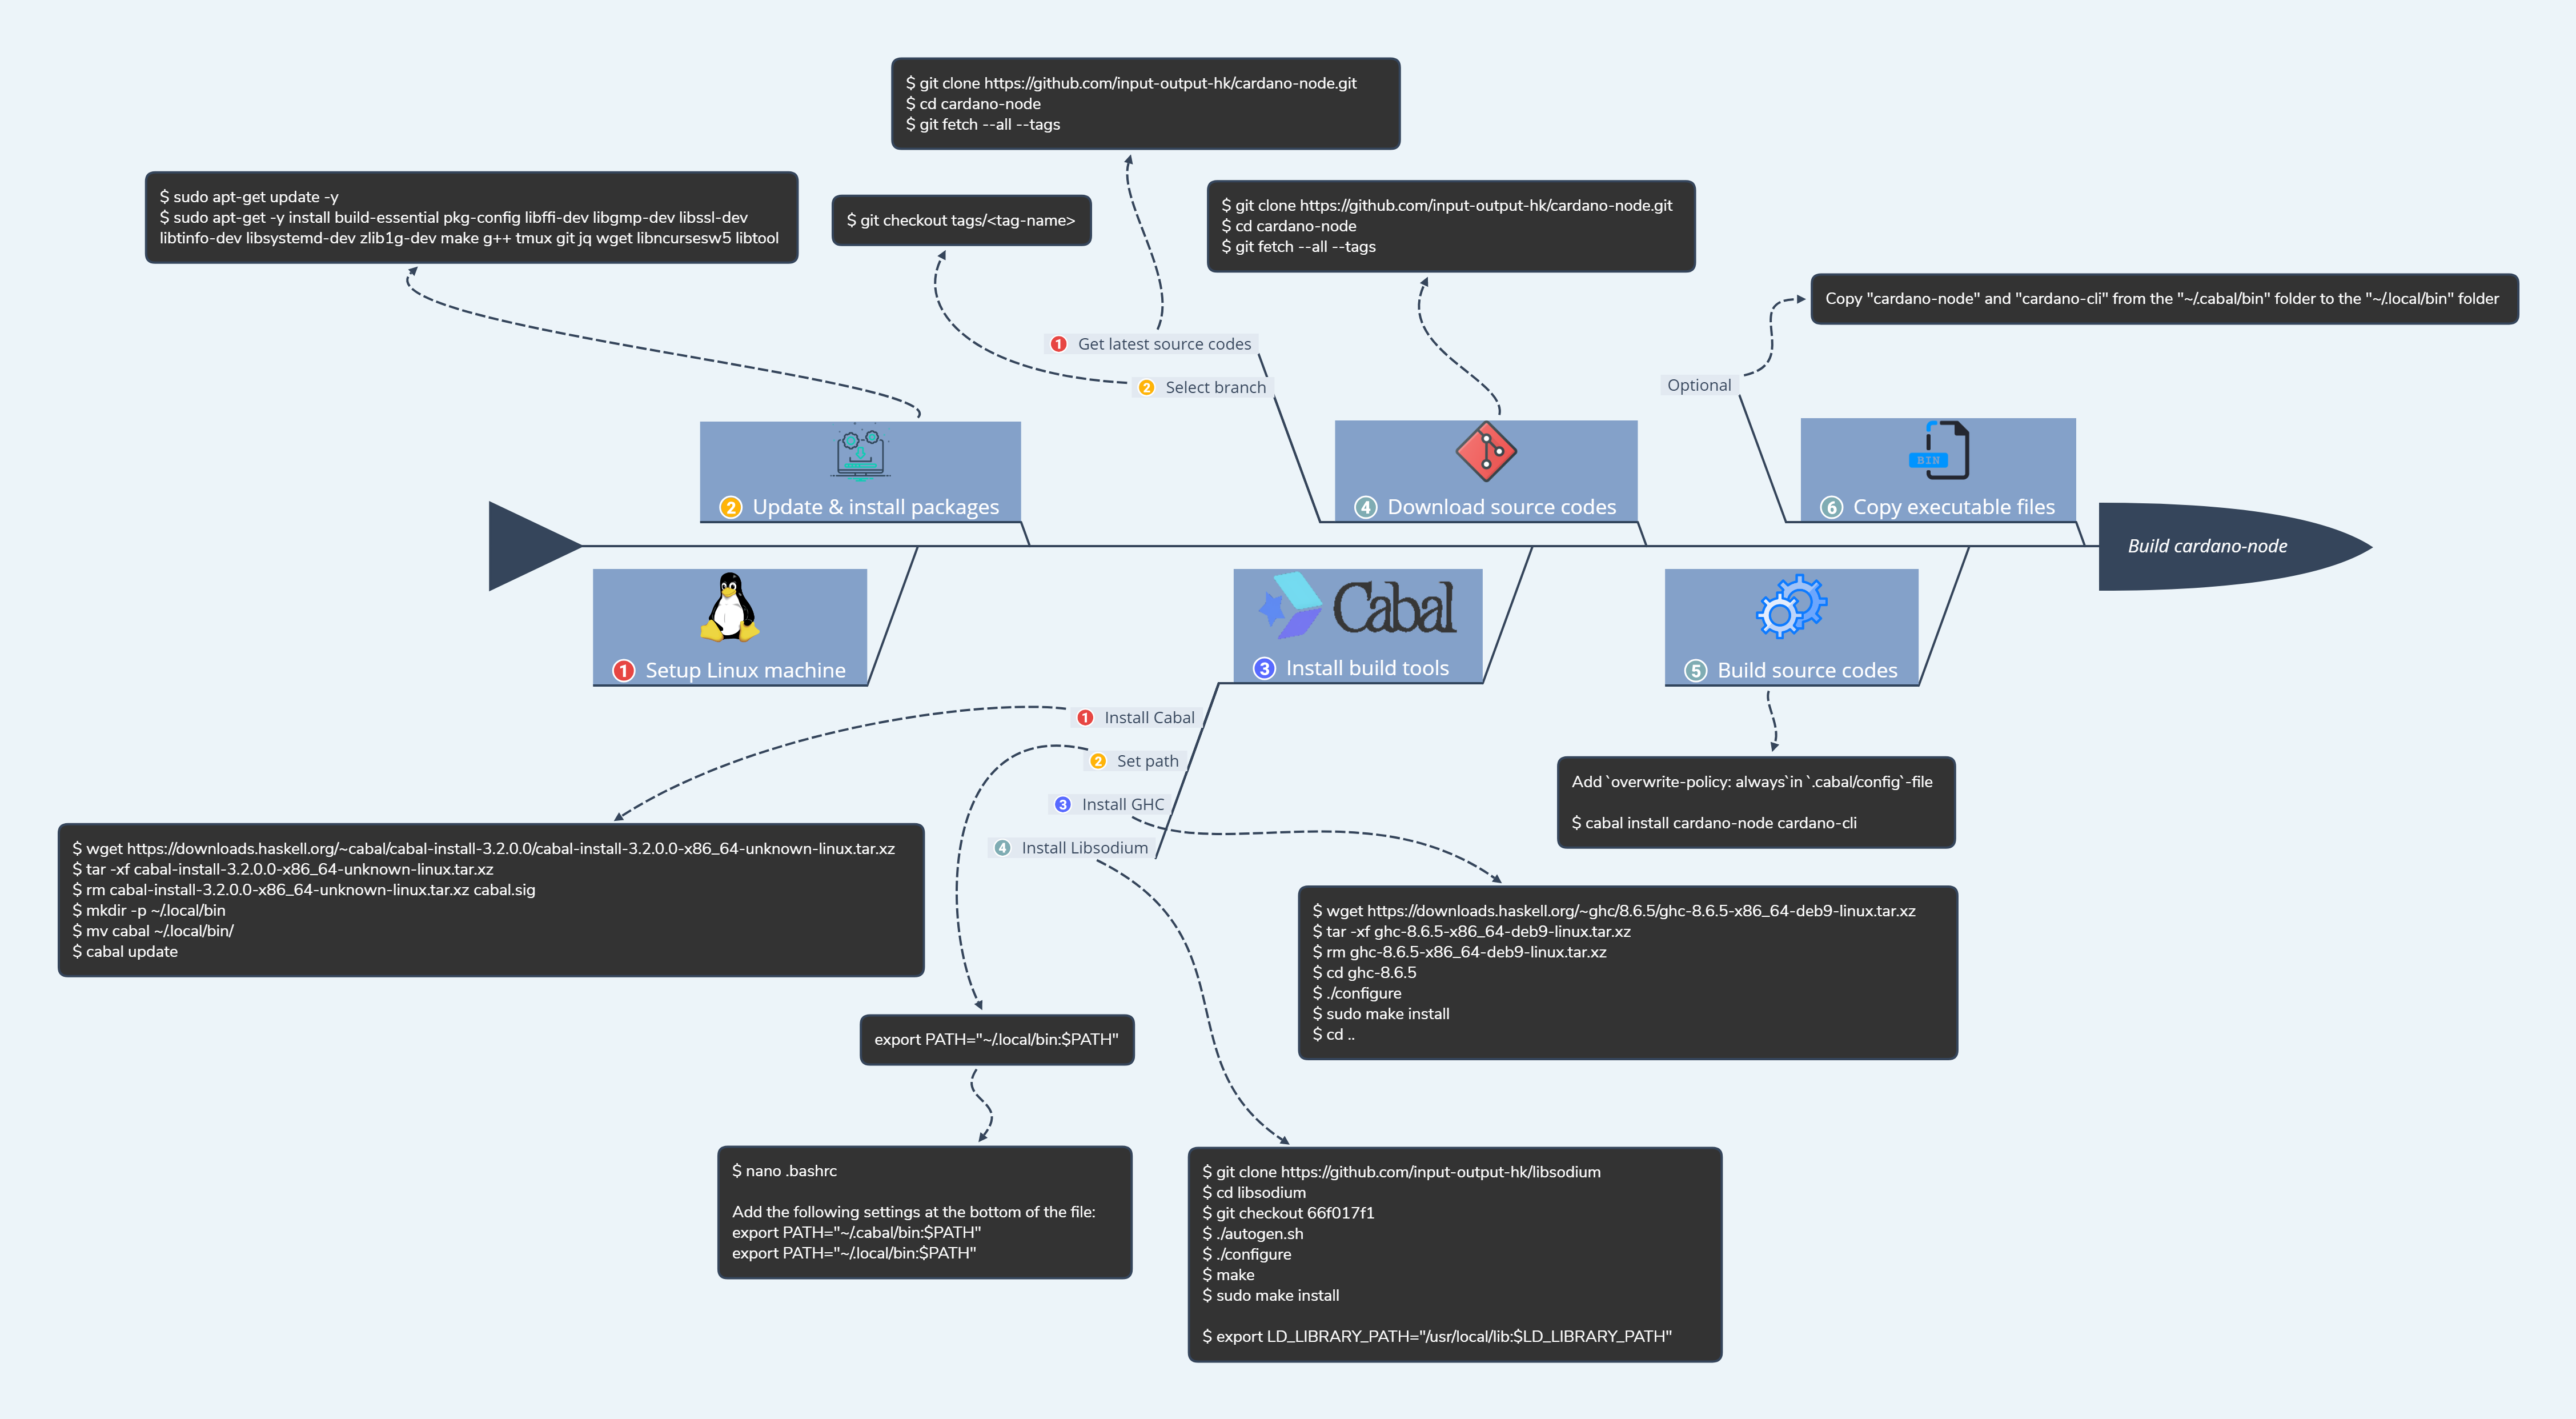 $ git clone https://github.com/input-output-hk/cardano-node.git
$ cd cardano-node
$ git fetch --all --tags
$ sudo apt-get update -y
$ sudo apt-get -y install build-essential pkg-config libffi-dev libgmp-dev libssl-dev
libtinfo-dev libsystemd-dev zlib1g-dev make g++ tmux git jq wget libncursesw5 libtool
$ git checkout tags/<tag-name>
$ git clone https://github.com/input-output-hk/cardano-node.git
$ cd cardano-node
$ git fetch --all --tags
Copy "cardano-node" and "cardano-cli" from the "~/.cabal/bin" folder to the "~/.local/bin" folder
1 Get latest source codes
2 Select branch
Optional
BIN
2 Update & install packages
4 Download source codes
6 Copy executable files
Build cardano-node
Cabal
1 Setup Linux machine
3 Install build tools
5 Build source codes
1 Install Cabal
2 Set path
3 Install GHC
4 Install Libsodium
Add `overwrite-policy: always`in `.cabal/config`-file
$ cabal install cardano-node cardano-cli
$ wget https://downloads.haskell.org/~cabal/cabal-install-3.2.0.0/cabal-install-3.2.0.0-x86_64-unknown-linux.tar.xz
$ tar -xf cabal-install-3.2.0.0-x86_64-unknown-linux.tar.xz
$ rm cabal-install-3.2.0.0-x86_64-unknown-linux.tar.xz cabal.sig
$ mkdir -p ~/.local/bin
$ mv cabal ~/.local/bin/
$ cabal update
$ wget https://downloads.haskell.org/~ghc/8.6.5/ghc-8.6.5-x86_64-deb9-linux.tar.xz
$ tar -xf ghc-8.6.5-x86_64-deb9-linux.tar.xz
$ rm ghc-8.6.5-x86_64-deb9-linux.tar.xz
$ cd ghc-8.6.5
$ ./configure
$ sudo make install
$ cd ..
export PATH="~/.local/bin:$PATH"
$ nano .bashrc
Add the following settings at the bottom of the file:
export PATH="~/.cabal/bin:$PATH"
export PATH="~/.local/bin:$PATH"
$ git clone https://github.com/input-output-hk/libsodium
$ cd libsodium
$ git checkout 66f017f1
$ ./autogen.sh
$ ./configure
$ make
$ sudo make install
$ export LD_LIBRARY_PATH="/usr/local/lib:$LD_LIBRARY_PATH"